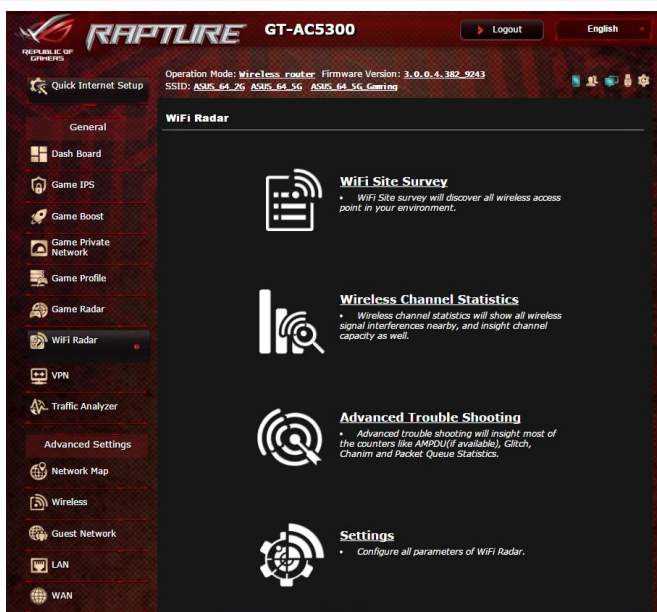 REPUBLIC OF
GAMERS
RAPTURE
GT-AC5300
Logout
English
Quick Internet Setup
Operation Mode: Wireless router Firmware Version: 3.0.0.4.382_9243
SSID: ASUS_64_2G ASUS_64_5G ASUS_64_5G_Gaming
General
Dash Board
Game IPS
Game Boost
Game Private
Network
Game Profile
Game Radar
WiFi Radar
VPN
Traffic Analyzer
Advanced Settings
Network Map
Wireless
Guest Network
LAN
WAN
WiFi Radar
WiFi Site Survey
• WiFi Site survey will discover all wireless access
point in your environment.
Wireless Channel Statistics
• Wireless channel statistics will show all wireless
signal interferences nearby, and insight channel
capacity as well.
Advanced Trouble Shooting
• Advanced trouble shooting will insight most of
the counters like AMPDU(if available), Glitch,
Chanim and Packet Queue Statistics.
Settings
• Configure all parameters of WiFi Radar.